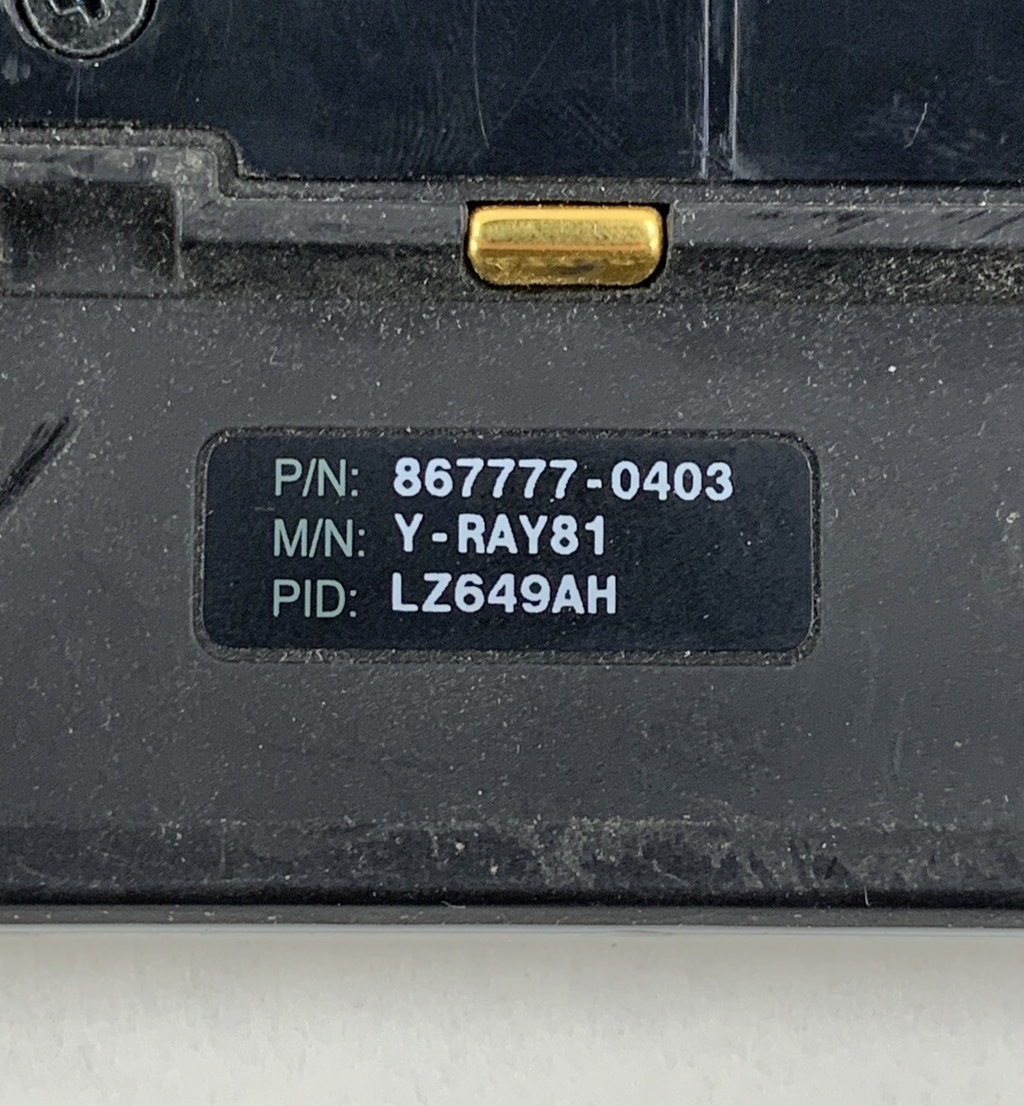 P/N: 867777-0403
M/N: Y-RAY81
PID: LZ649AH